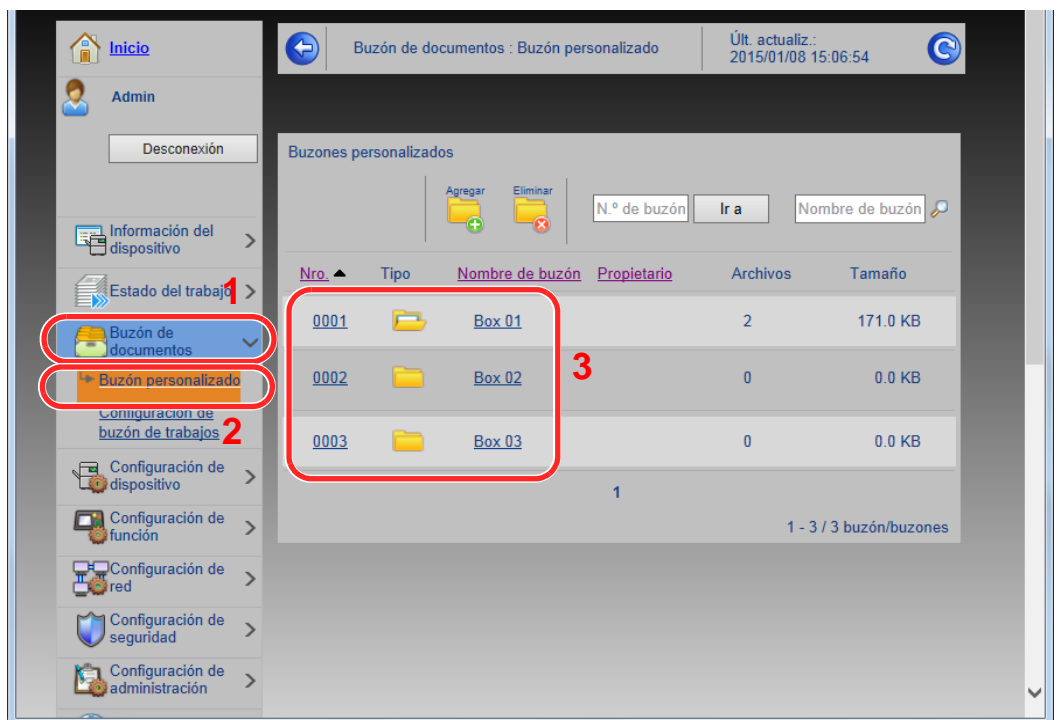 Inicio
Admin
Desconexión
Información del
dispositivo
Estado del trabajo
1
Buzón de
documentos
Buzón personalizado
Configuración de
buzón de trabajos
2
Configuración de
dispositivo
Configuración de
función
Configuración de
red
Configuración de
seguridad
Configuración de
administración
Buzón de documentos : Buzón personalizado
Últ. actualiz.:
2015/01/08 15:06:54
Buzones personalizados
Agregar Eliminar
N.º de buzón Ir a Nombre de buzón
Nro. Tipo Nombre de buzón Propietario Archivos Tamaño
0001 Box 01 2 171.0 KB
0002 Box 02 0 0.0 KB
3
0003 Box 03 0 0.0 KB
1
1 - 3 / 3 buzón/buzones